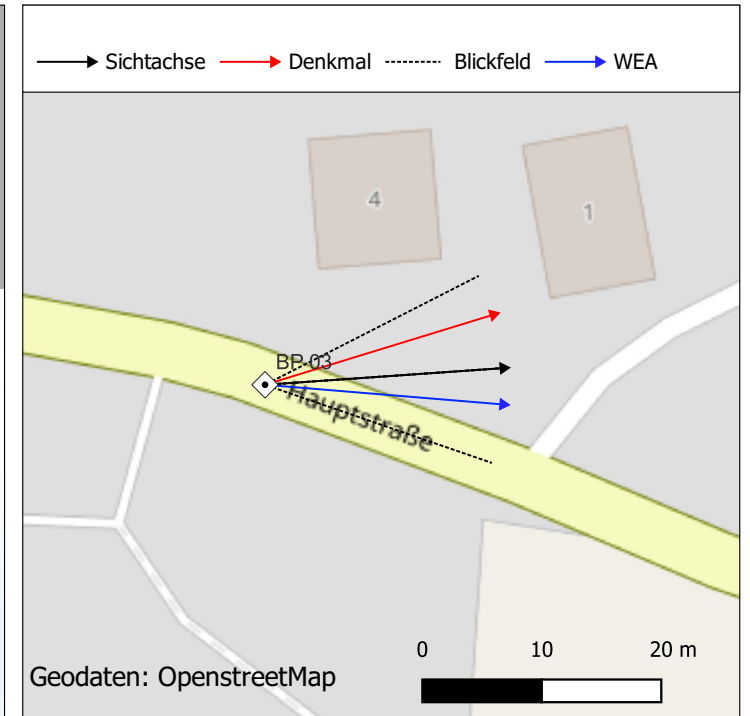 Sichtachse Denkmal Blickfeld WEA
4
1
BP 03
Hauptstraße
0 10 20 m
Geodaten: OpenstreetMap